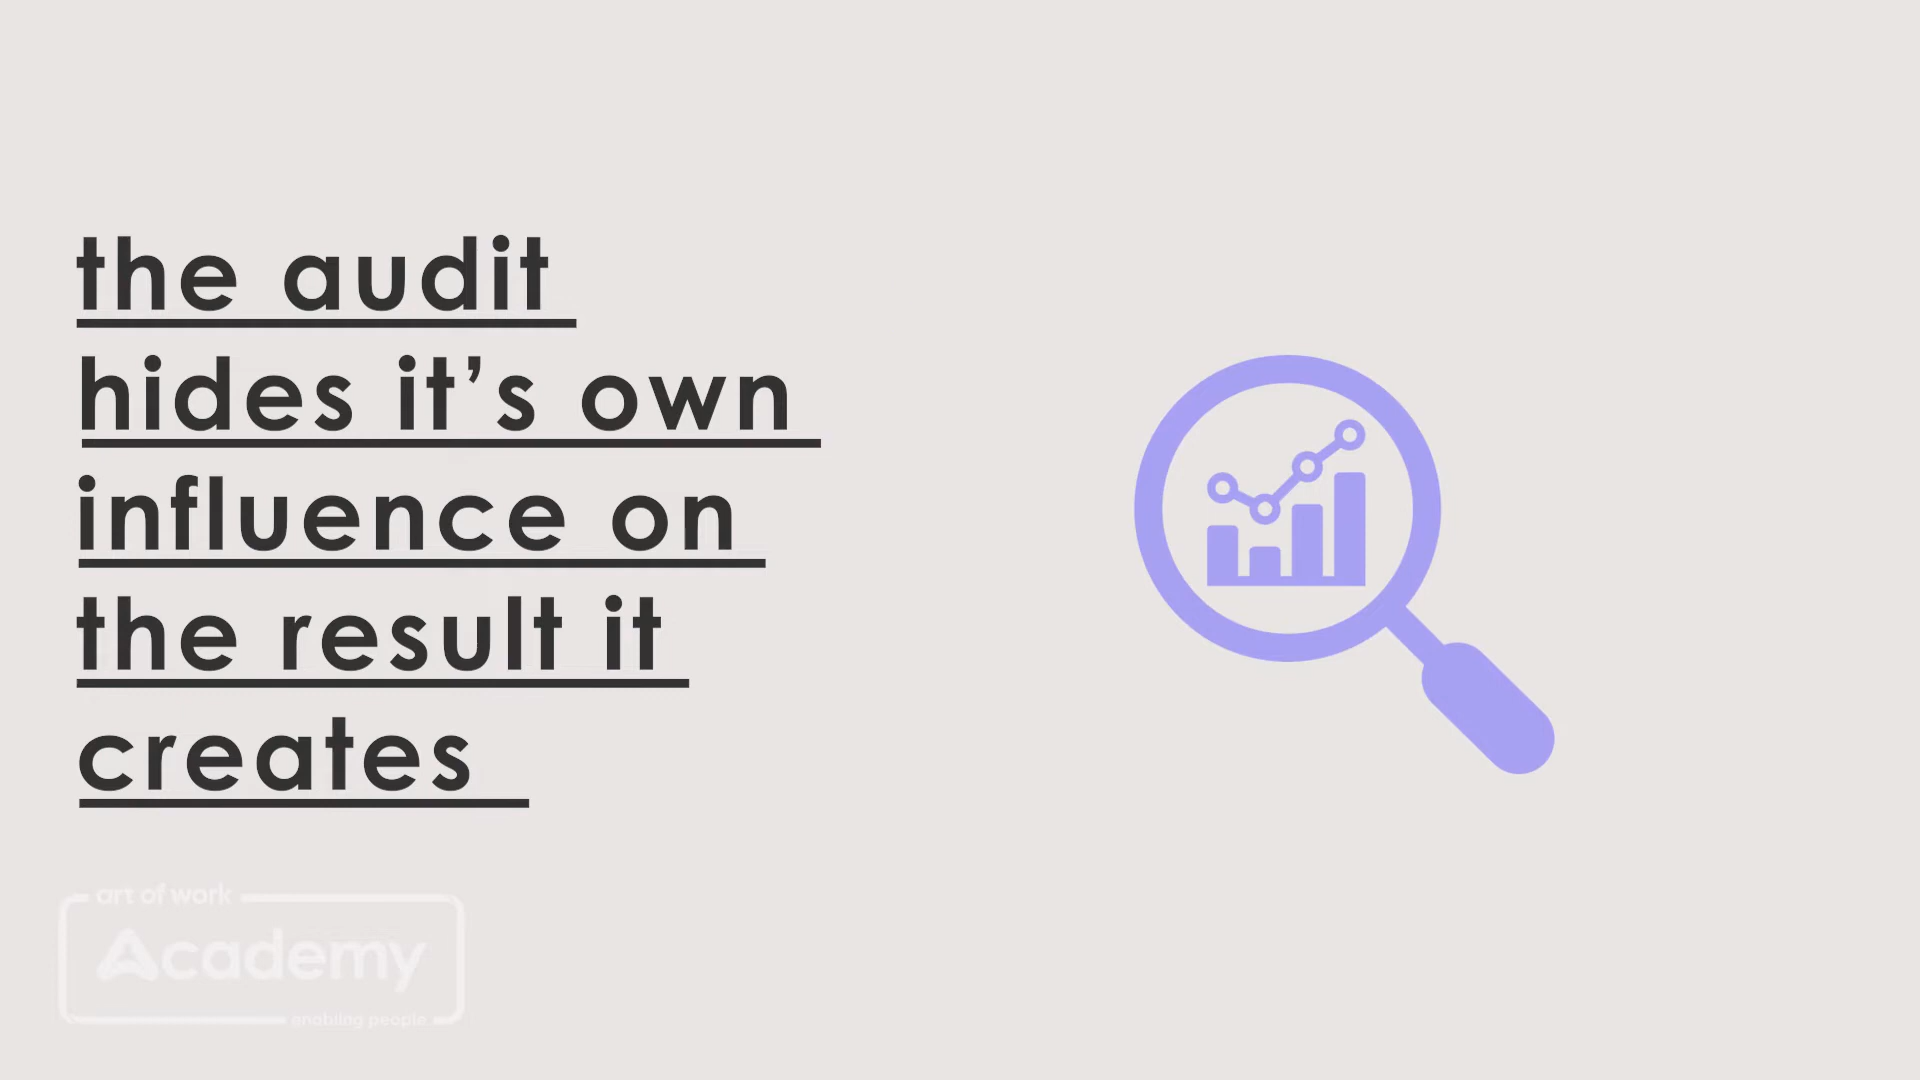 the audit
hides it’s own
influence on
the result it
creates
art of work
Academy
enabling people